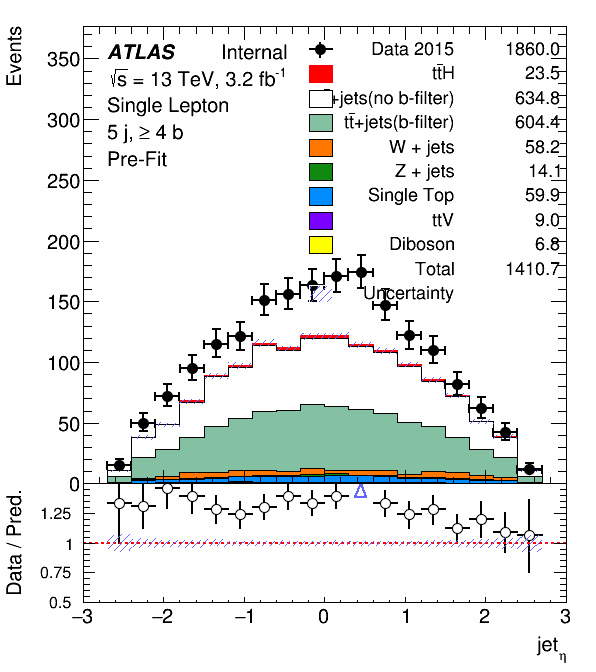 Events
350
300
250
200
150
100
50
0
ATLAS Internal
√s = 13 TeV, 3.2 fb-1
Single Lepton
5 j, ≥ 4 b
Pre-Fit
Data 2015 1860.0
tt̄H 23.5
+jets(no b-filter) 634.8
tt̄+jets(b-filter) 604.4
W + jets 58.2
Z + jets 14.1
Single Top 59.9
ttV 9.0
Diboson 6.8
Total 1410.7
Uncertainty
Data / Pred.
1.25
1
0.75
0.5
−3 −2 −1 0 1 2 3
jetη